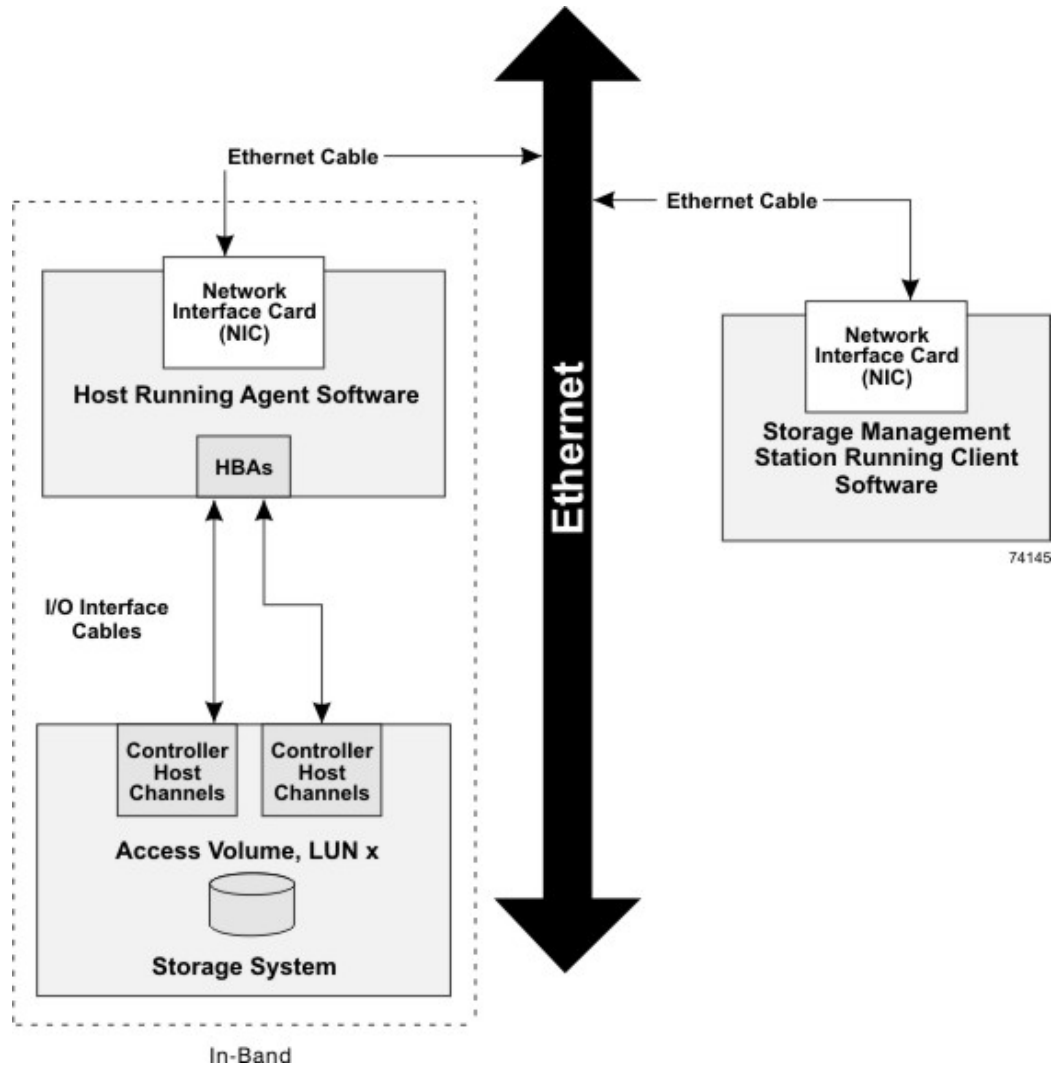 Ethernet Cable
Ethernet Cable
Network
Interface Card
(NIC)
Host Running Agent Software
HBAs
I/O Interface
Cables
Controller
Host
Channels
Controller
Host
Channels
Access Volume, LUN x
Storage System
In-Band
Ethernet
Network
Interface Card
(NIC)
Storage Management
Station Running Client
Software
74145